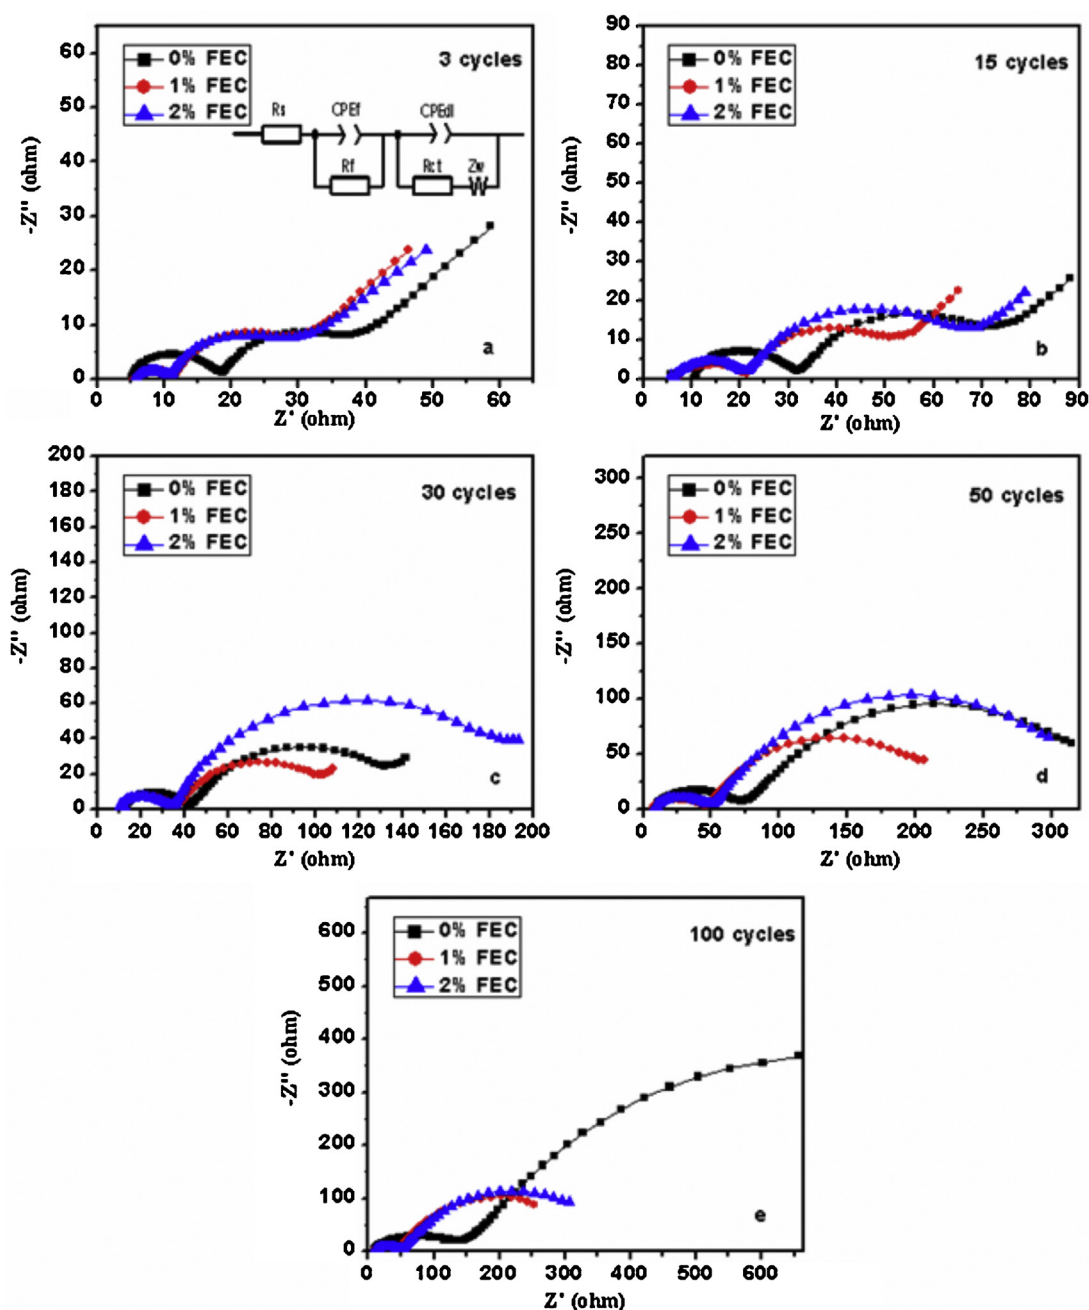 0% FEC
1% FEC
2% FEC
3 cycles
Rs
CPEf
CPEdl
Rf
Rct
Zw
a
60
50
40
30
20
10
0
-Z'' (ohm)
0 10 20 30 40 50 60
Z' (ohm)
0% FEC
1% FEC
2% FEC
15 cycles
b
90
80
70
60
50
40
30
20
10
0
-Z'' (ohm)
0 10 20 30 40 50 60 70 80 90
Z' (ohm)
0% FEC
1% FEC
2% FEC
30 cycles
c
200
180
160
140
120
100
80
60
40
20
0
-Z'' (ohm)
0 20 40 60 80 100 120 140 160 180 200
Z' (ohm)
0% FEC
1% FEC
2% FEC
50 cycles
d
300
250
200
150
100
50
0
-Z'' (ohm)
0 50 100 150 200 250 300
Z' (ohm)
0% FEC
1% FEC
2% FEC
100 cycles
e
600
500
400
300
200
100
0
-Z'' (ohm)
0 100 200 300 400 500 600
Z' (ohm)